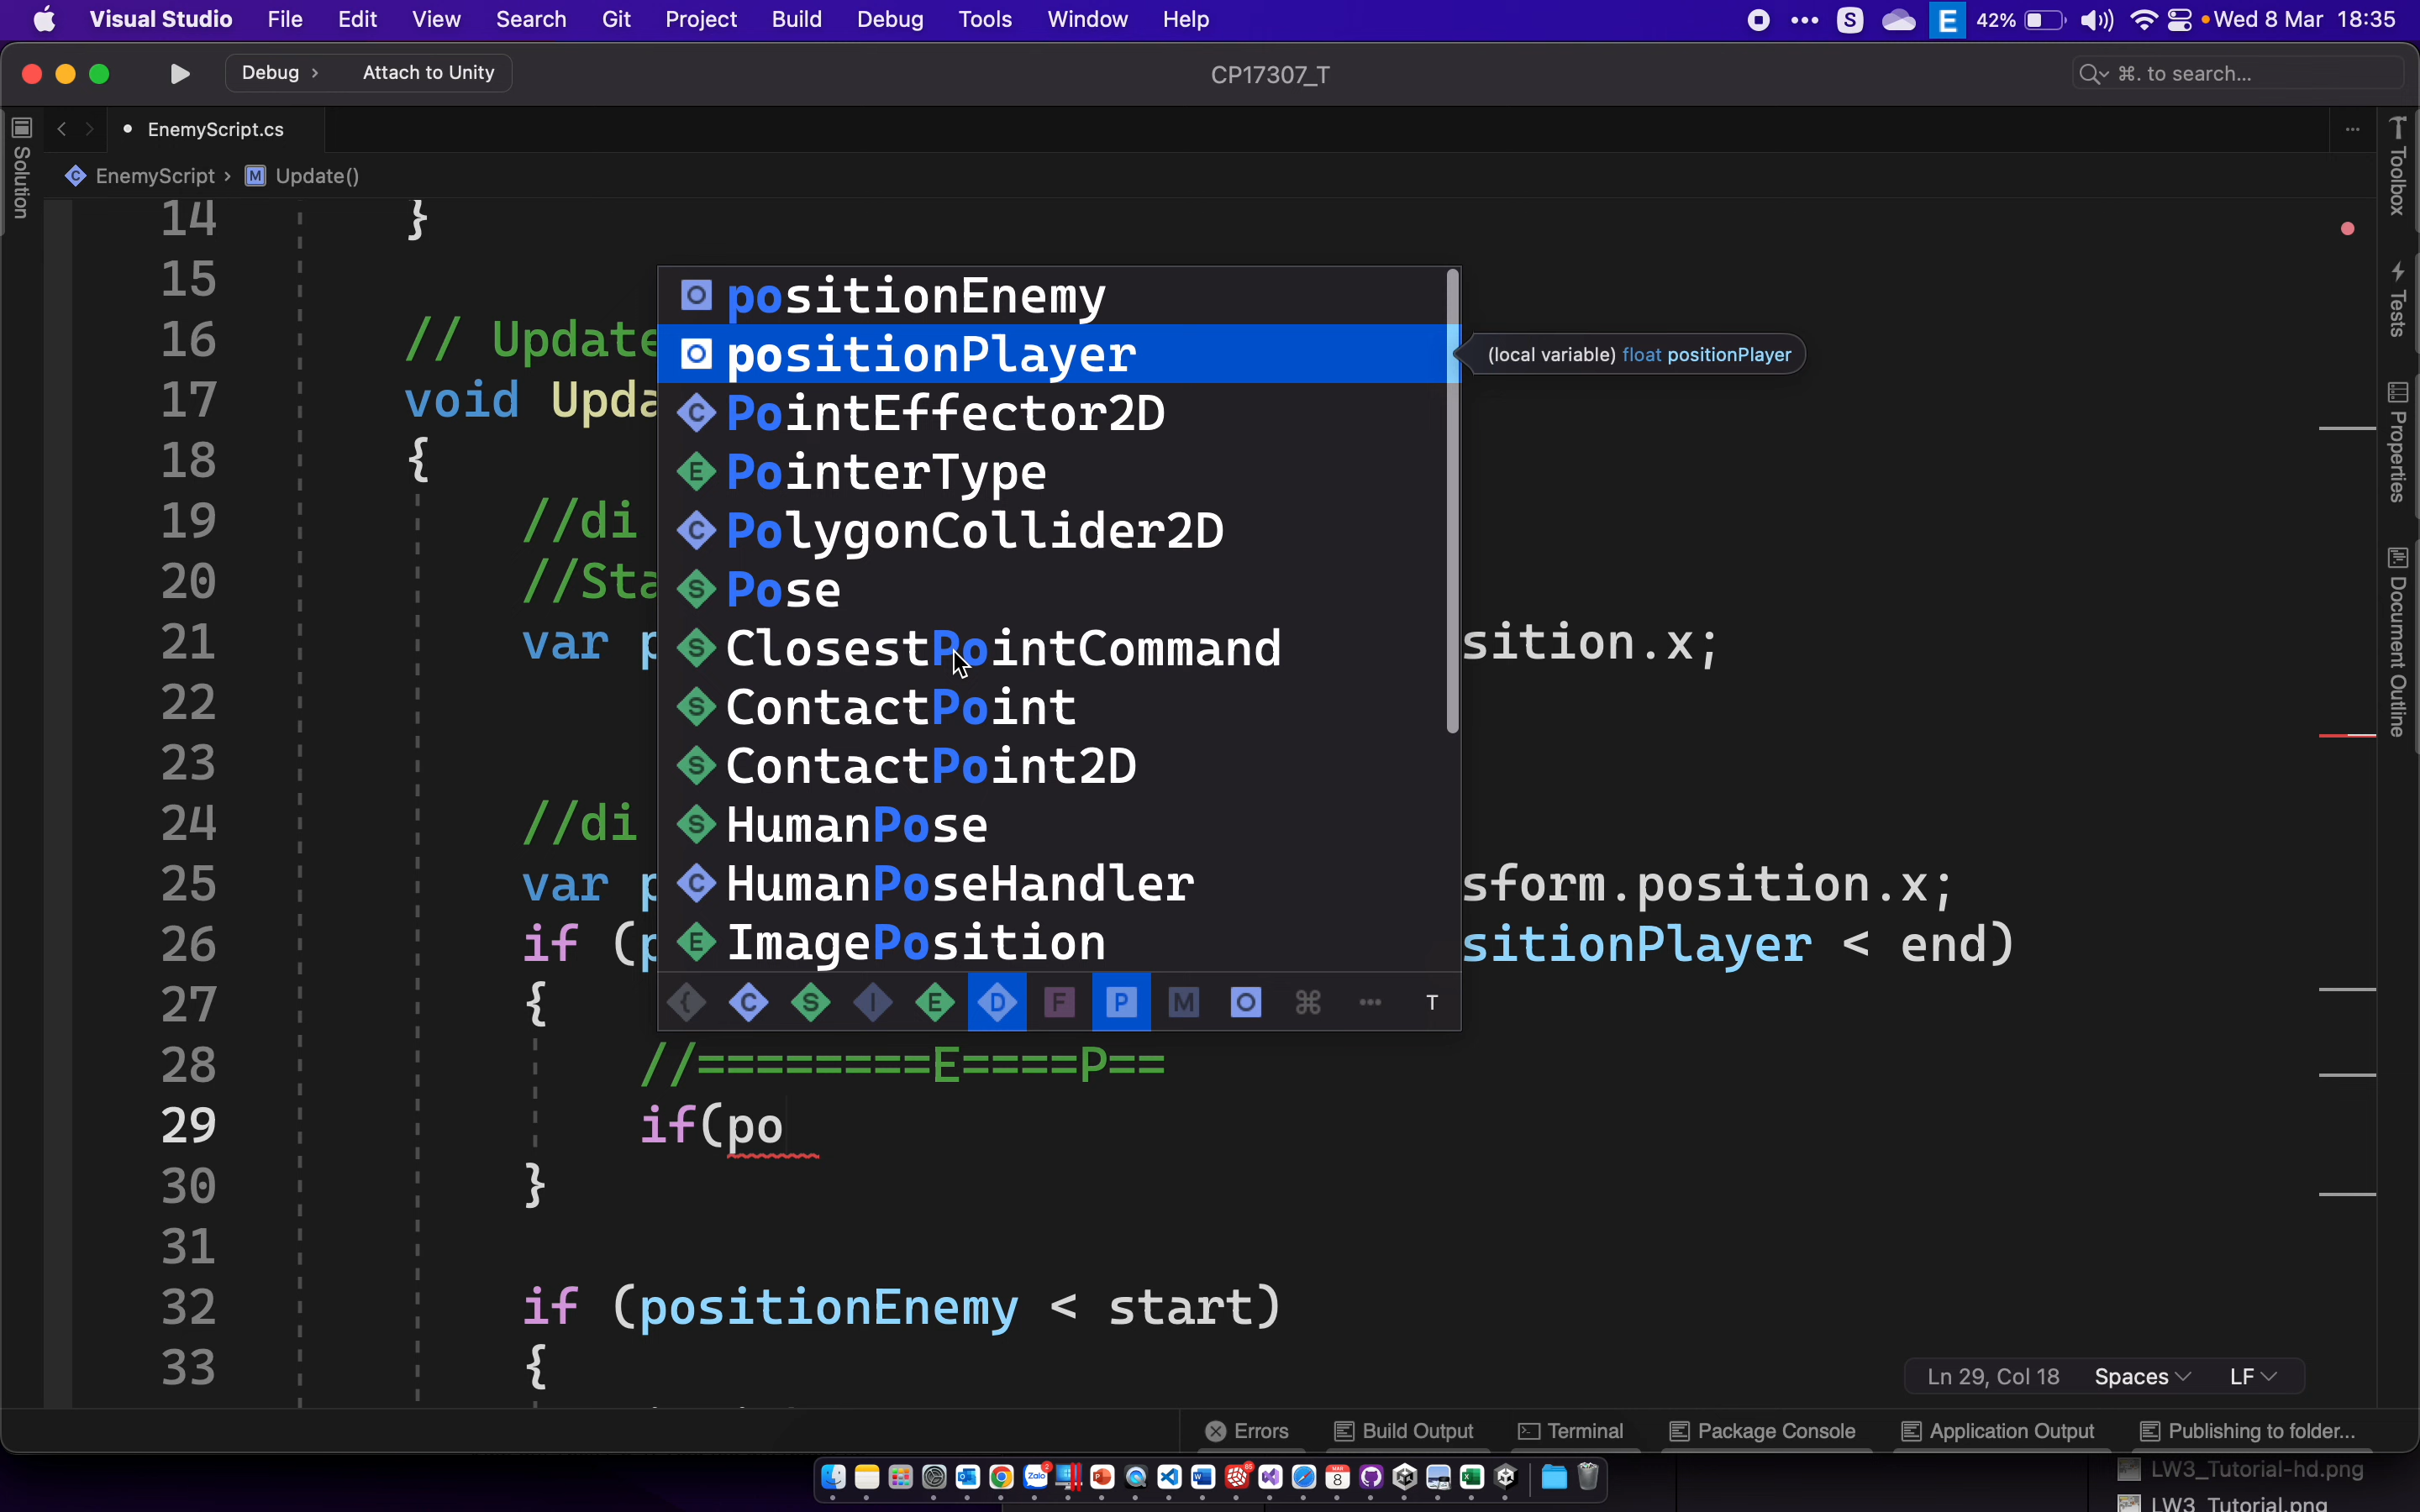 Visual Studio File Edit View Search Git Project Build Debug Tools Window Help S E 42% Wed 8 Mar 18:35
Debug > Attach to Unity CP17307_T ⌘. to search...
EnemyScript.cs
EnemyScript > M Update()
Solution
Toolbox
Tests
Properties
Document Outline
14 }
15
16 // Update
17 void Upda
18 {
19 //di
20 //Sta
21 var p sition.x;
22
23
24 //di
25 var p sform.position.x;
26 if (p sitionPlayer < end)
27 {
28 //========E====P==
29 if(po
30 }
31
32 if (positionEnemy < start)
33 {
positionEnemy
positionPlayer
(local variable) float positionPlayer
PointEffector2D
PointerType
PolygonCollider2D
Pose
ClosestPointCommand
ContactPoint
ContactPoint2D
HumanPose
HumanPoseHandler
ImagePosition
{ C S I E D F P M O ⌘ ··· T
Ln 29, Col 18 Spaces LF
Errors Build Output Terminal Package Console Application Output Publishing to folder...
LW3_Tutorial-hd.png
LW3_Tutorial.png